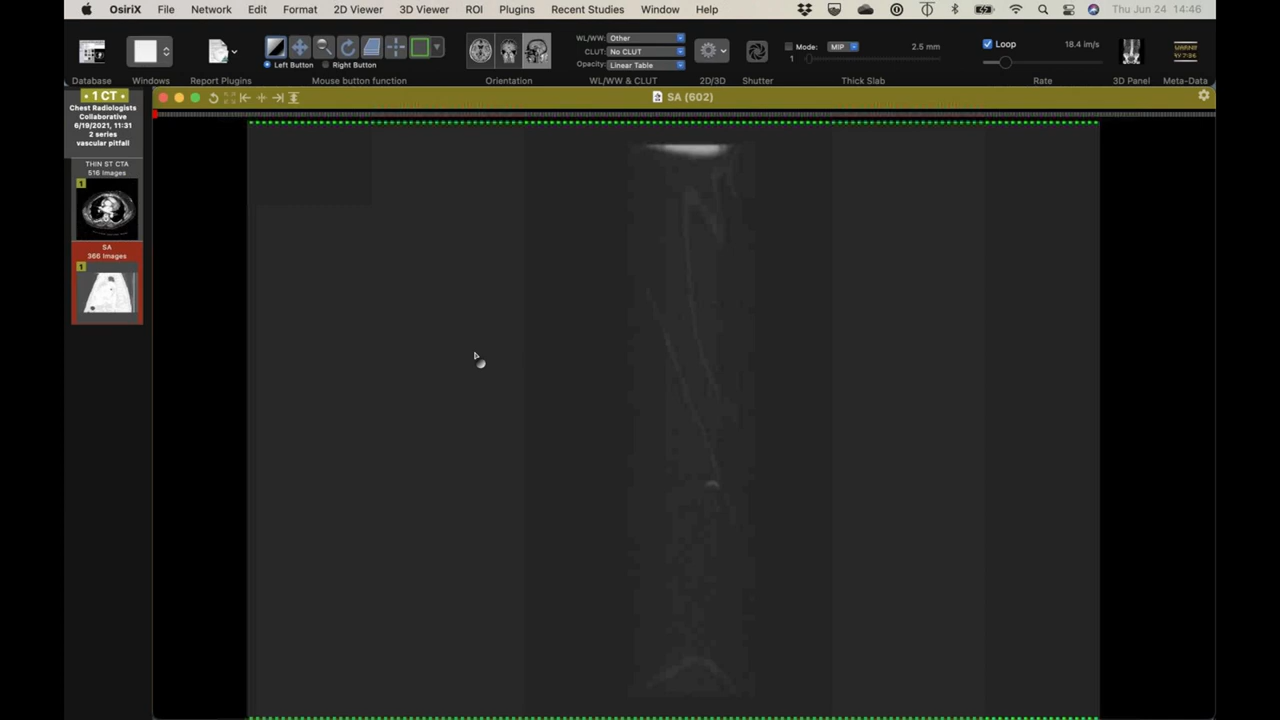 OsiriX File Network Edit Format 2D Viewer 3D Viewer ROI Plugins Recent Studies Window Help Thu Jun 24 14:46
WL/WW: Other
CLUT: No CLUT
Opacity: Linear Table
Mode: MIP 2.5 mm
1
Loop 18.4 im/s
Left Button Right Button
Database Windows Report Plugins Mouse button function Orientation WL/WW & CLUT 2D/3D Shutter Thick Slab Rate 3D Panel Meta-Data
• 1 CT •
Chest Radiologists
Collaborative
6/19/2021, 11:31
2 series
vascular pitfall
THIN ST CTA
516 Images
1
SA
366 Images
1
SA (602)